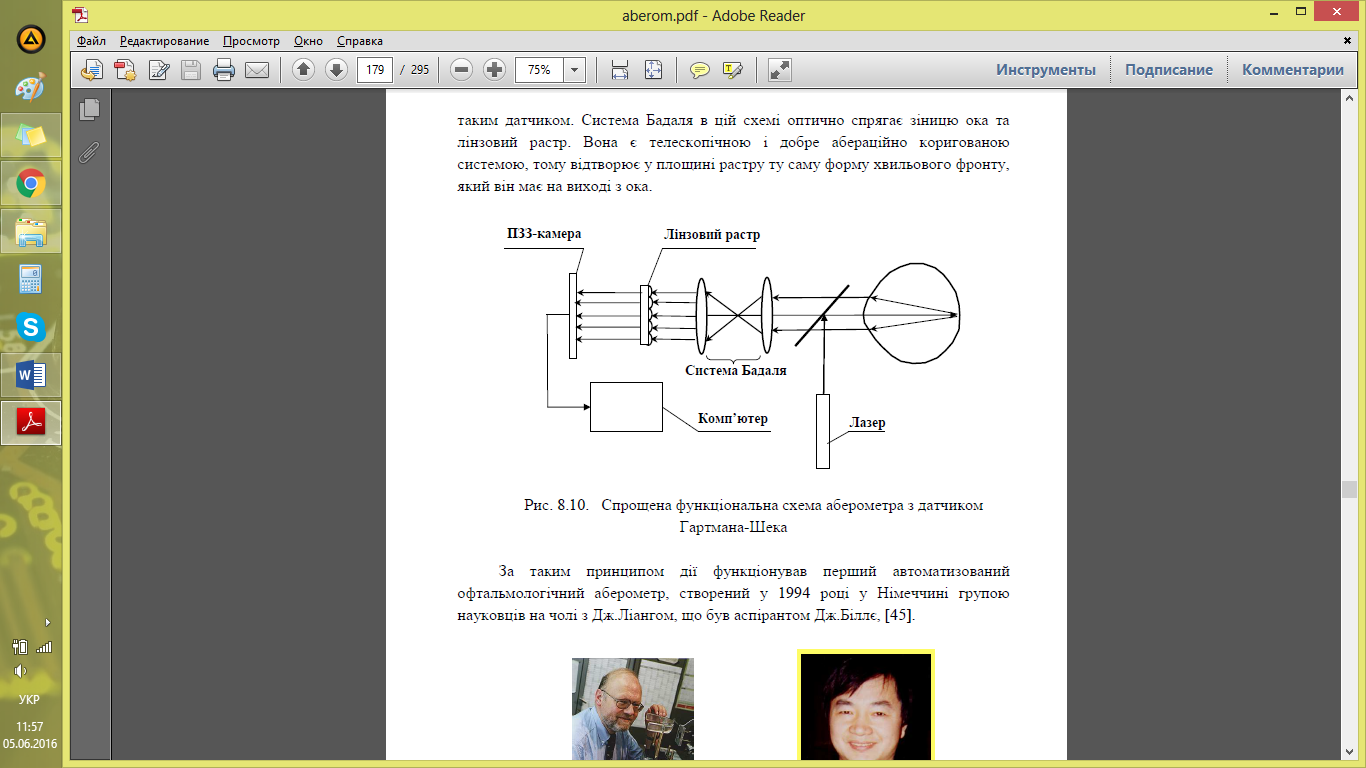 aberom.pdf - Adobe Reader
Файл Редактирование Просмотр Окно Справка
179 / 295
75%
Инструменты Подписание Комментарии
таким датчиком. Система Бадаля в цій схемі оптично спрягає зіницю ока та
лінзовий растр. Вона є телескопічною і добре абераційно коригованою
системою, тому відтворює у площині растру ту саму форму хвильового фронту,
який він має на виході з ока.
ПЗЗ-камера
Лінзовий растр
Система Бадаля
Комп’ютер
Лазер
Рис. 8.10. Спрощена функціональна схема аберометра з датчиком
Гартмана-Шека
За таким принципом дії функціонував перший автоматизований
офтальмологічний аберометр, створений у 1994 році у Німеччині групою
науковців на чолі з Дж.Ліангом, що був аспірантом Дж.Біллє, [45].
УКР
11:57
05.06.2016